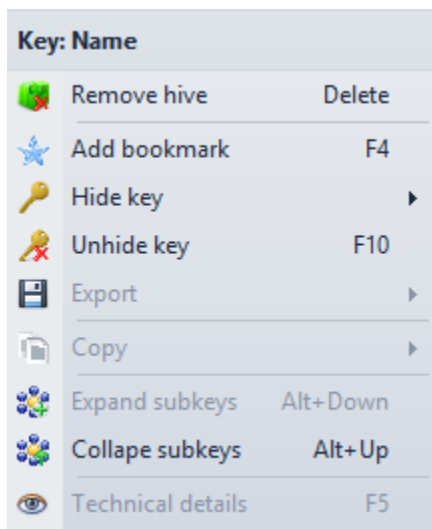 Key: Name
Remove hive Delete
Add bookmark F4
Hide key
Unhide key F10
Export
Copy
Expand subkeys Alt+Down
Collape subkeys Alt+Up
Technical details F5